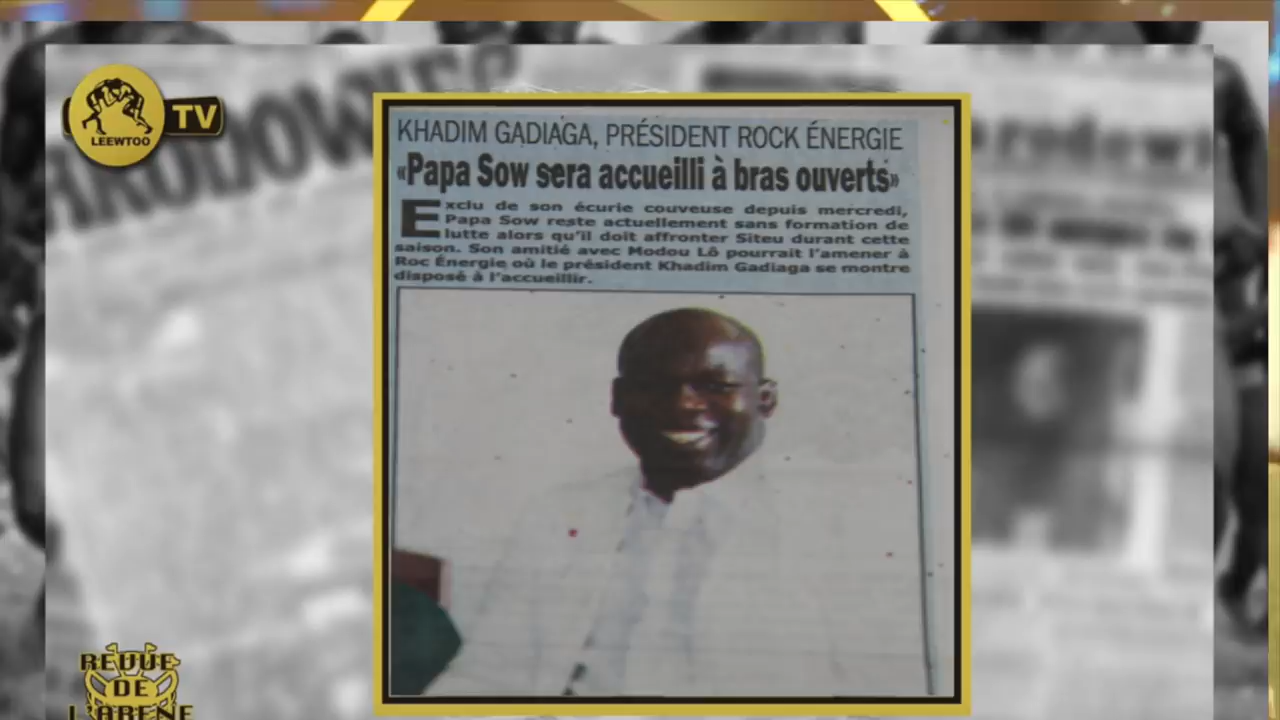 LEEWTOO
TV
KHADIM GADIAGA, PRÉSIDENT ROCK ÉNERGIE
«Papa Sow sera accueilli à bras ouverts»
Exclu de son écurie couveuse depuis mercredi,
Papa Sow reste actuellement sans formation de
lutte alors qu'il doit affronter Siteu durant cette
saison. Son amitié avec Modou Lô pourrait l'amener à
Roc Énergie où le président Khadim Gadiaga se montre
disposé à l'accueillir.
REVUE
DE
L'ARENE